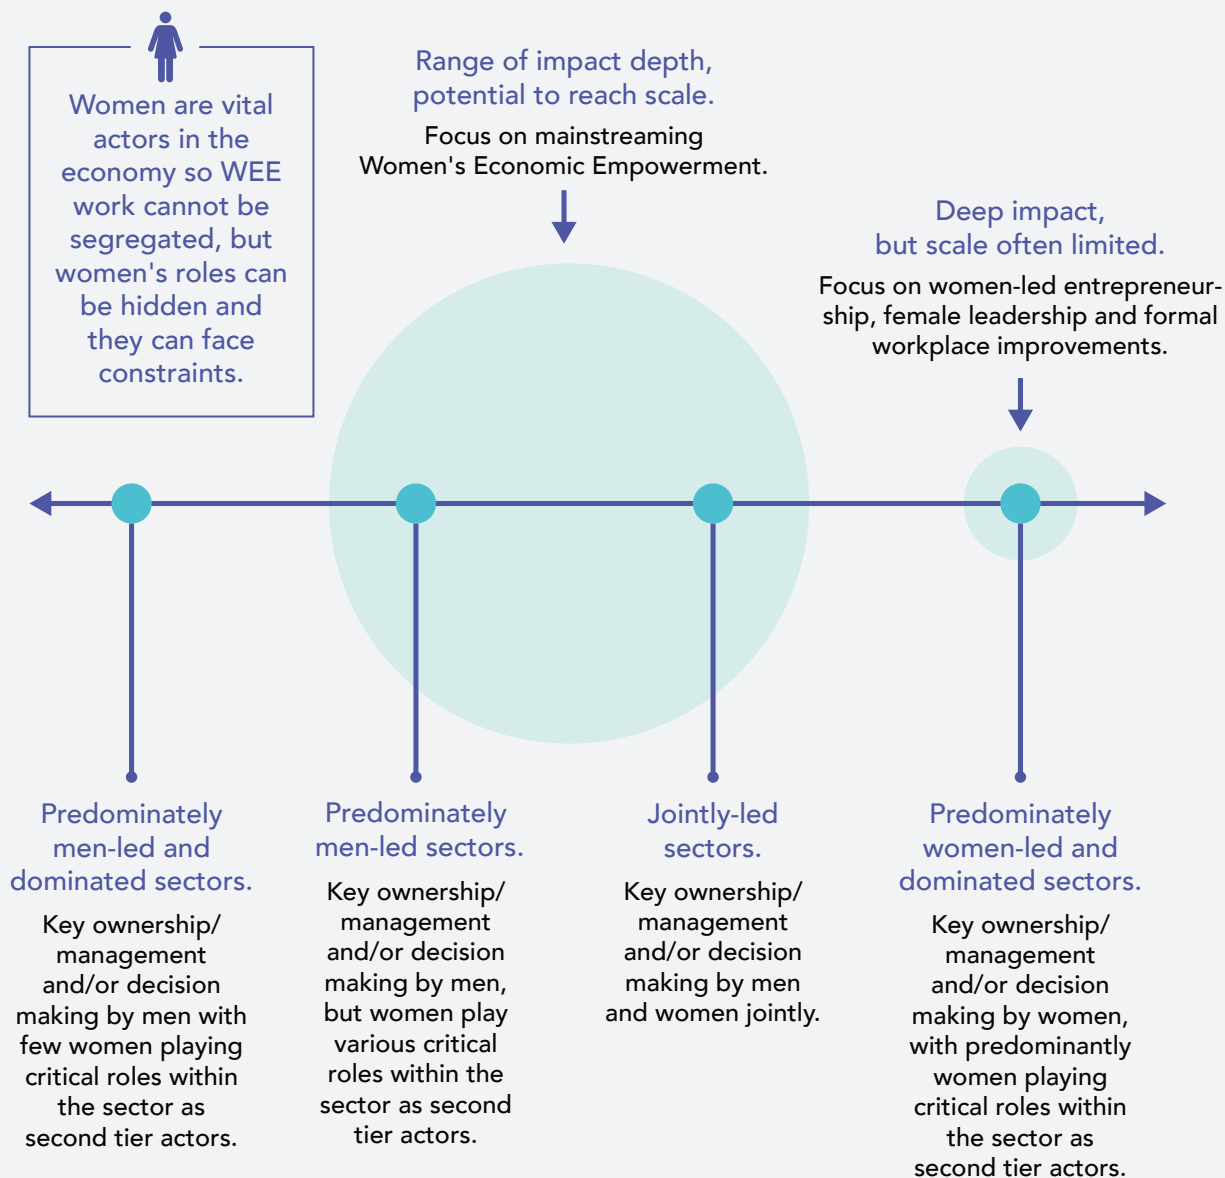 Women are vital
actors in the
economy so WEE
work cannot be
segregated, but
women's roles can
be hidden and
they can face
constraints.
Range of impact depth,
potential to reach scale.
Focus on mainstreaming
Women's Economic Empowerment.
Deep impact,
but scale often limited.
Focus on women-led entrepreneur-
ship, female leadership and formal
workplace improvements.
Predominately
men-led and
dominated sectors.
Key ownership/
management
and/or decision
making by men with
few women playing
critical roles within
the sector as
second tier actors.
Predominately
men-led sectors.
Key ownership/
management
and/or decision
making by men,
but women play
various critical
roles within the
sector as second
tier actors.
Jointly-led
sectors.
Key ownership/
management
and/or decision
making by men
and women jointly.
Predominately
women-led and
dominated sectors.
Key ownership/
management
and/or decision
making by women,
with predominantly
women playing
critical roles within
the sector as
second tier actors.